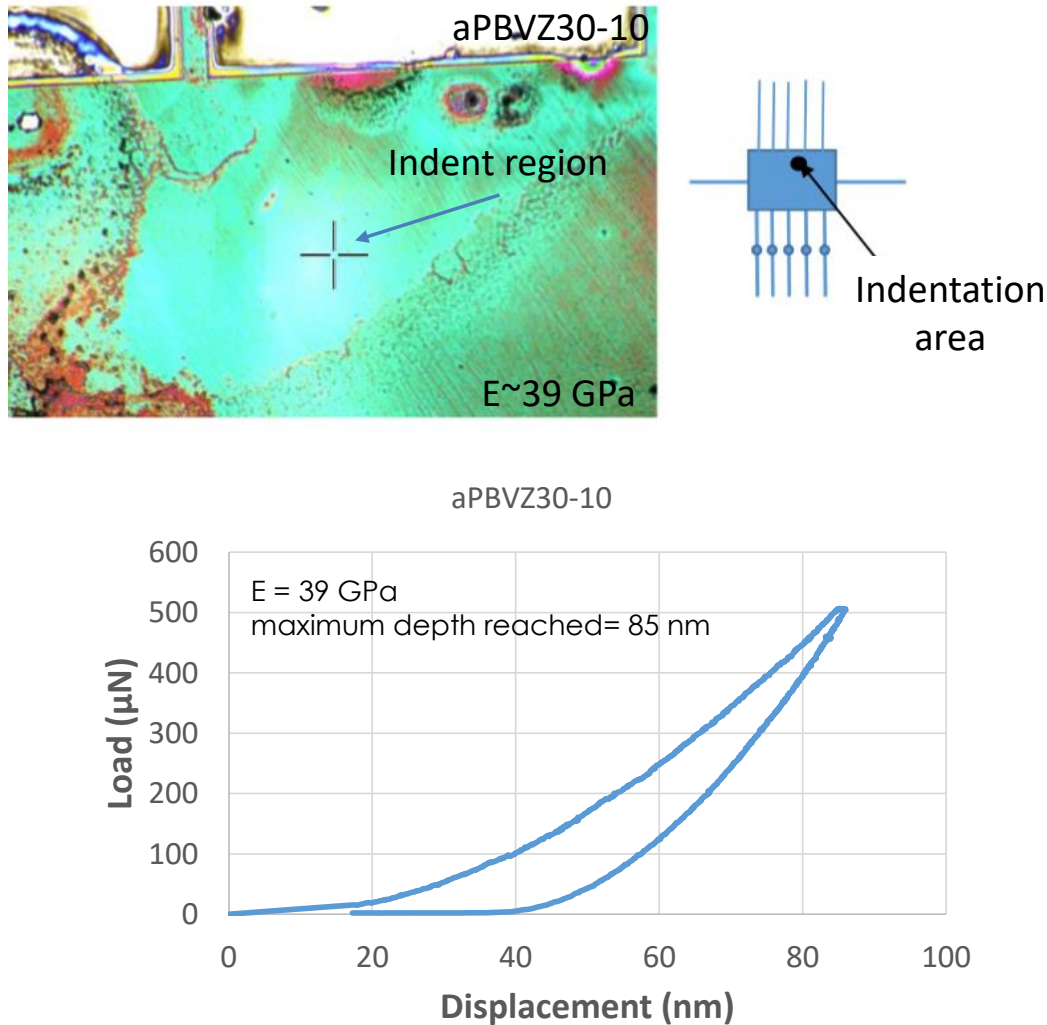 aPBVZ30-10
Indent region
E~39 GPa
Indentation
area
aPBVZ30-10
E = 39 GPa
maximum depth reached= 85 nm
Load (µN)
600
500
400
300
200
100
0
0 20 40 60 80 100
Displacement (nm)